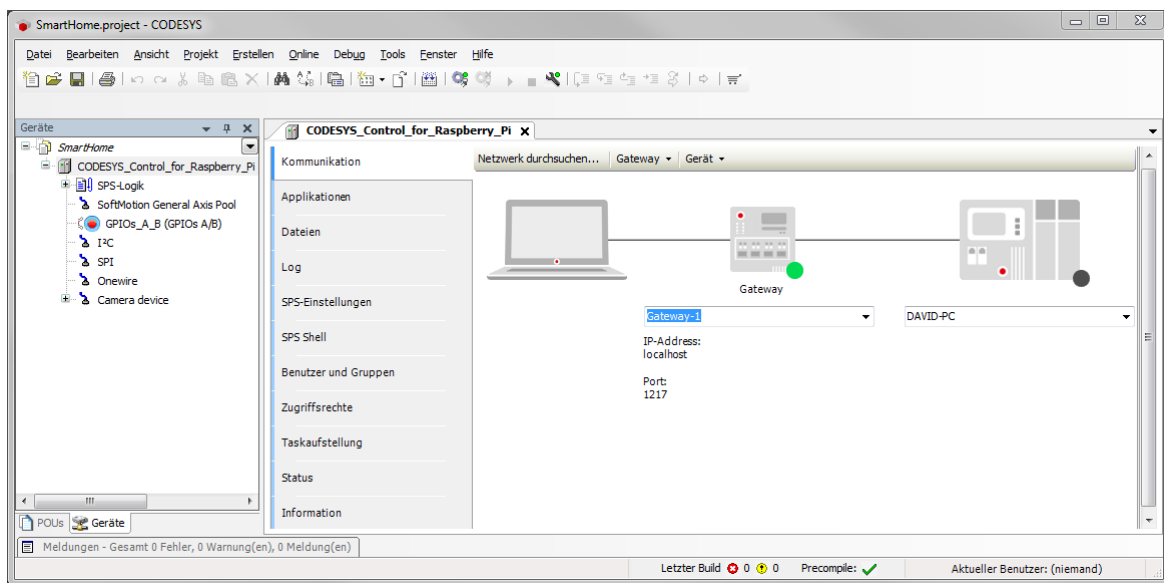 SmartHome.project - CODESYS
Datei Bearbeiten Ansicht Projekt Erstellen Online Debug Tools Fenster Hilfe
Geräte
CODESYS_Control_for_Raspberry_Pi
SmartHome
CODESYS_Control_for_Raspberry_Pi
SPS-Logik
SoftMotion General Axis Pool
GPIOs_A_B (GPIOs A/B)
I²C
SPI
Onewire
Camera device
POUs Geräte
Kommunikation
Applikationen
Dateien
Log
SPS-Einstellungen
SPS Shell
Benutzer und Gruppen
Zugriffsrechte
Taskaufstellung
Status
Information
Netzwerk durchsuchen... Gateway Gerät
Gateway
Gateway-1
DAVID-PC
IP-Address:
localhost
Port:
1217
Meldungen - Gesamt 0 Fehler, 0 Warnung(en), 0 Meldung(en)
Letzter Build 0 0 Precompile: Aktueller Benutzer: (niemand)